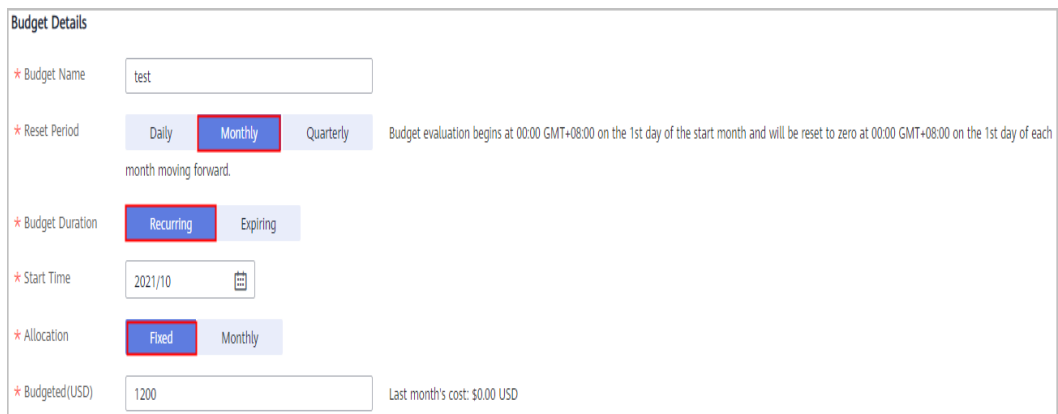 Budget Details
* Budget Name test
* Reset Period Daily Monthly Quarterly Budget evaluation begins at 00:00 GMT+08:00 on the 1st day of the start month and will be reset to zero at 00:00 GMT+08:00 on the 1st day of each
month moving forward.
* Budget Duration Recurring Expiring
* Start Time 2021/10
* Allocation Fixed Monthly
* Budgeted(USD) 1200 Last month's cost: $0.00 USD